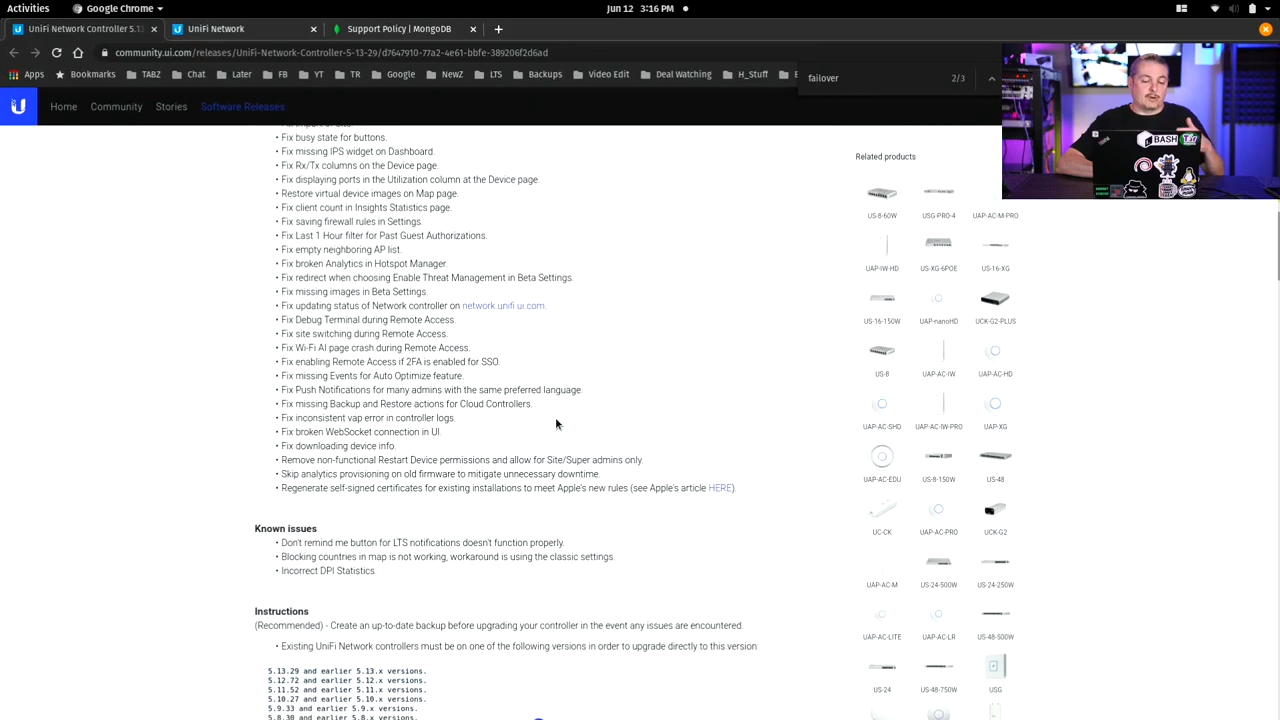 Activities
Google Chrome
Jun 12 3:16 PM
UniFi Network Controller 5.1
UniFi Network
Support Policy | MongoDB
community.ui.com/releases/UniFi-Network-Controller-5-13-29/
Apps
Bookmarks
TABZ
Chat
Later
FB
TR
Google
MSP
LTS
Backups
Video Edit
Deal Watching
failover
2/3
Home
Community
Stories
Software Releases
• Fix busy state for buttons.
• Fix missing IPS widget on Dashboard.
• Fix Rx/Tx columns on the Device page.
• Fix displaying ports in the Utilization column at the Device page.
• Restore virtual device images on Map page.
• Fix client count in Insights Statistics page.
• Fix saving firewall rules in Settings.
• Fix Last 1 Hour filter for Past Guest Authorizations.
• Fix empty neighboring AP list.
• Fix broken Analytics in Hotspot Manager.
• Fix redirect when choosing Enable Threat Management in Beta Settings.
• Fix missing images in Beta Settings.
• Fix updating status of Network controller on network.unifi.ui.com.
• Fix Debug Terminal during Remote Access.
• Fix site switching during Remote Access.
• Fix Wi-Fi AI page crash during Remote Access.
• Fix enabling Remote Access if 2FA is enabled for SSO.
• Fix missing Events for Auto Optimize feature.
• Fix Push Notifications for many admins with the same preferred language.
• Fix missing Backup and Restore actions for Cloud Controllers.
• Fix inconsistent vap error in controller logs.
• Fix broken WebSocket connection in UI.
• Fix downloading device info.
• Remove non-functional Restart Device permissions and allow for Site/Super admins only.
• Fix analytics provisioning on old firmware to mitigate unnecessary downtime.
• Regenerate self-signed certificates for existing installations to meet Apple's new rules (see Apple's article HERE).
Known issues
• The remind me button for LTS notifications doesn't function properly.
• Blocking countries in map is not working, workaround is using the classic settings.
• Incorrect DPI Statistics.
Instructions
(Recommended) - Create an up-to-date backup before upgrading your controller in the event any issues are encountered.
• Existing UniFi Network controllers must be on one of the following versions in order to upgrade directly to this version:
5.13.29 and earlier 5.13.x versions.
and earlier 5.12.x versions.
5.11.52 and earlier 5.11.x versions.
5.10.27 and earlier 5.10.x versions.
5.9.33 and earlier 5.9.x versions.
and earlier 5.8.x versions.
Related products
US-8-60W
USG-PRO-4
UAP-AC-M-PRO
UAP-IW-HD
US-XG-6POE
US-16-XG
US-16-150W
UAP-nanoHD
UCK-G2-PLUS
US-8
UAP-AC-IW
UAP-AC-HD
UAP-AC-SHD
UAP-AC-IW-PRO
UAP-XG
UAP-AC-EDU
US-8-150W
US-48
UC-CK
UAP-AC-PRO
UCK-G2
UAP-AC-M
US-24-500W
US-24-250W
UAP-AC-LITE
UAP-AC-LR
US-48-500W
US-24
US-48-750W
USG
BASH